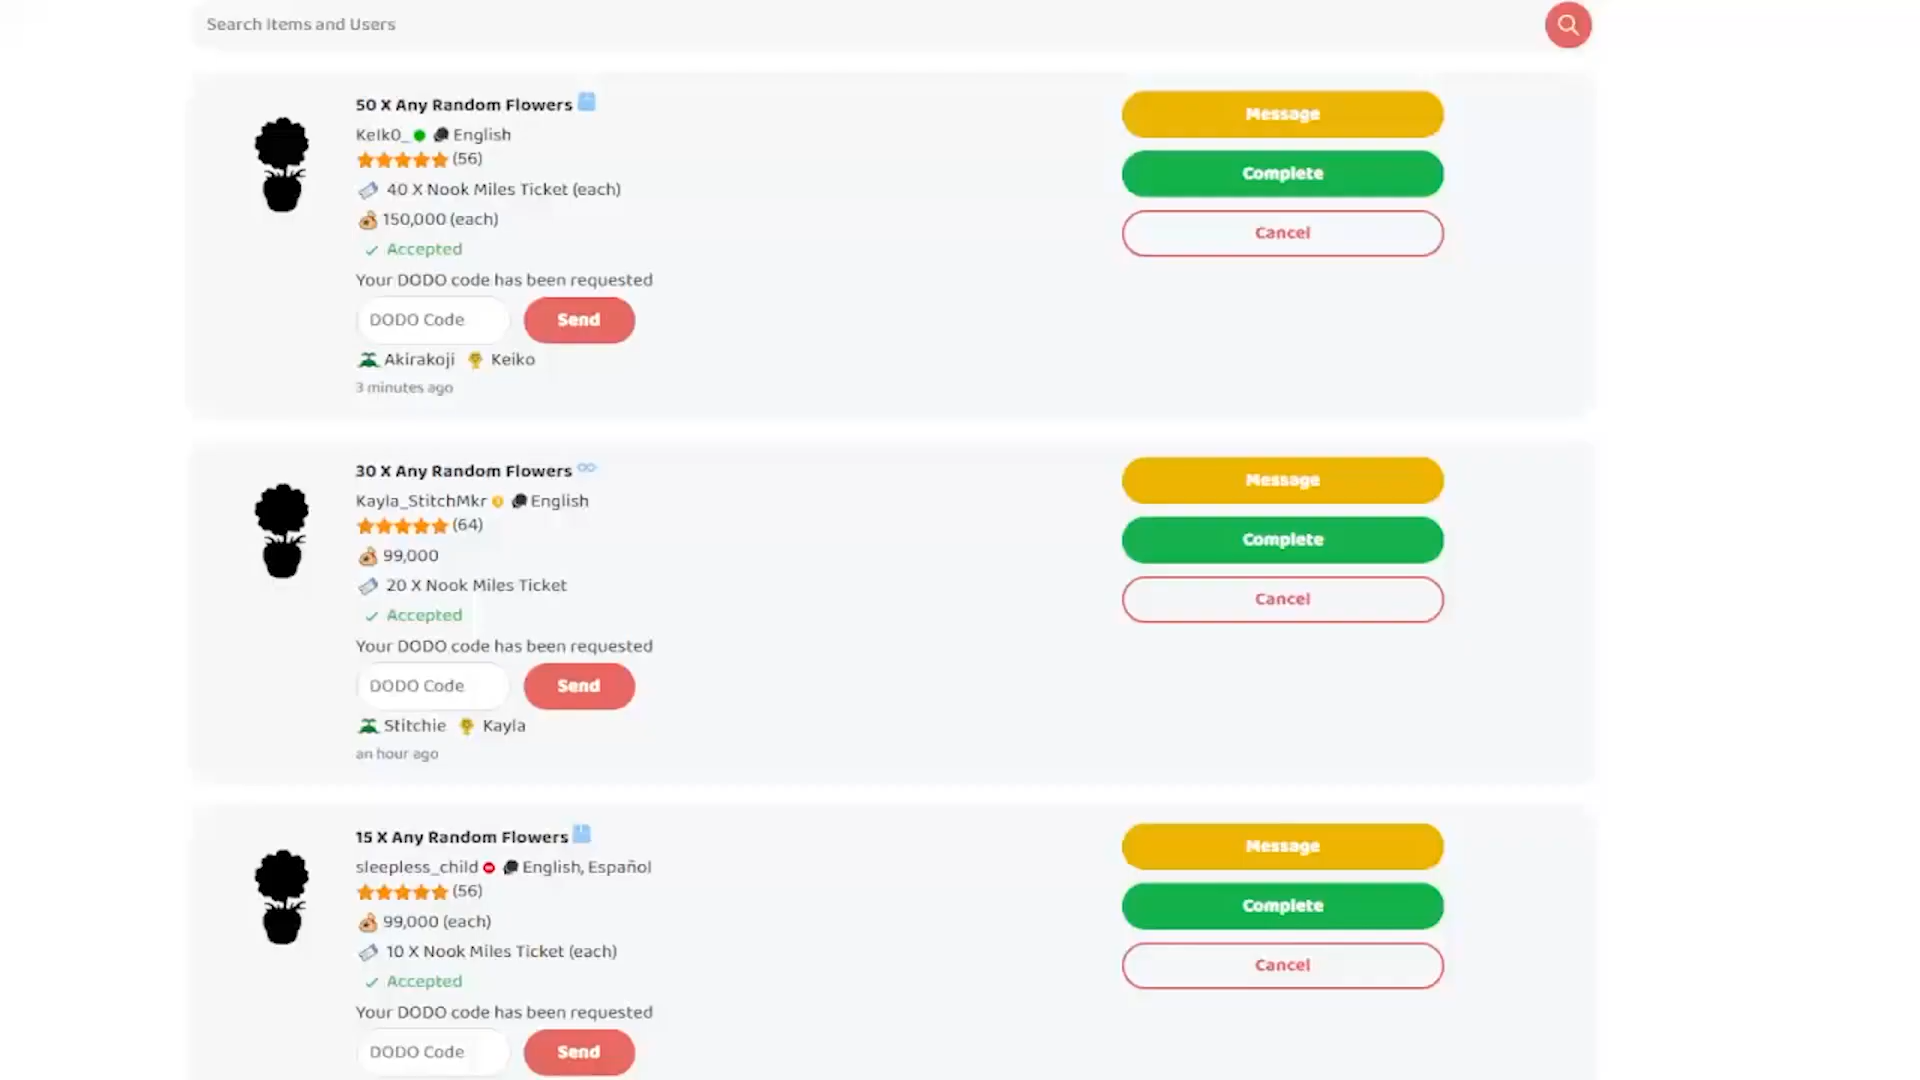 Search Items and Users
50 X Any Random Flowers
Kelk0_ English
(56)
40 X Nook Miles Ticket (each)
150,000 (each)
Accepted
Your DODO code has been requested
DODO Code Send
Akirakoji Keiko
3 minutes ago
Message
Complete
Cancel
30 X Any Random Flowers
Kayla_StitchMkr English
(64)
99,000
20 X Nook Miles Ticket
Accepted
Your DODO code has been requested
DODO Code Send
Stitchie Kayla
an hour ago
Message
Complete
Cancel
15 X Any Random Flowers
sleepless_child English, Español
(56)
99,000 (each)
10 X Nook Miles Ticket (each)
Accepted
Your DODO code has been requested
DODO Code Send
Message
Complete
Cancel